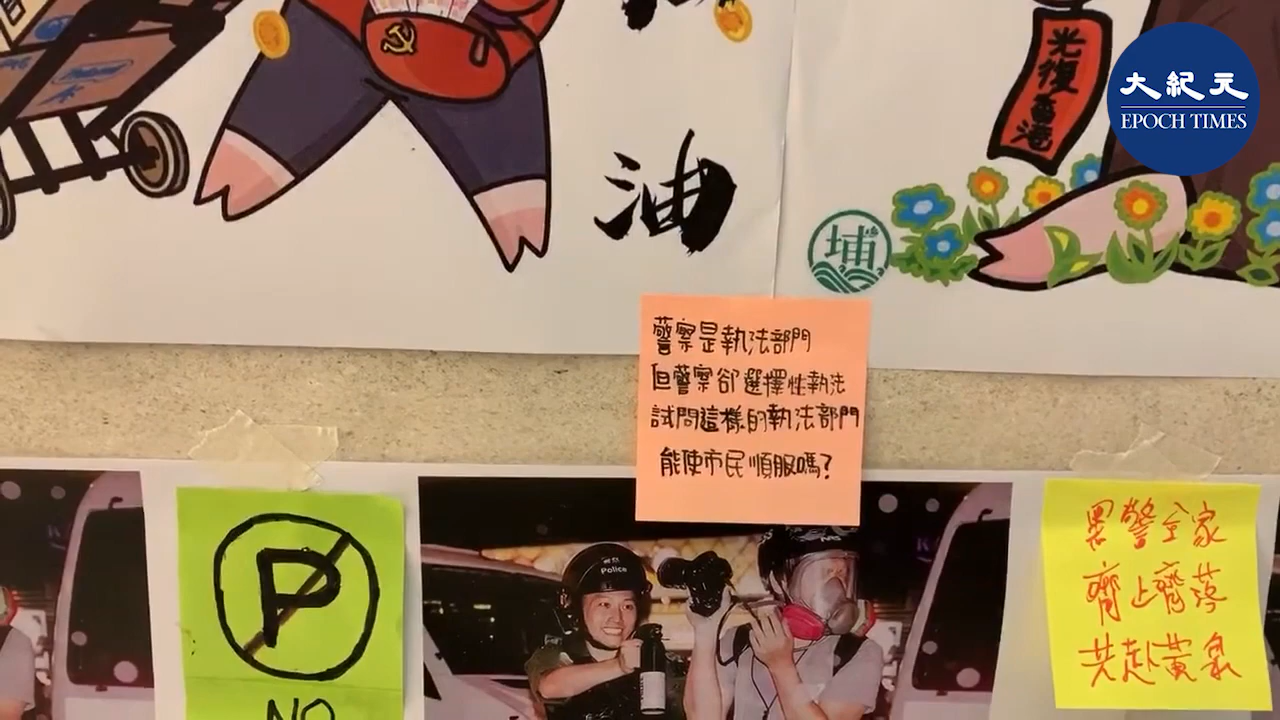 油
光復香港
大紀元
EPOCH TIMES
埔
警察是執法部門
但警察卻選擇性執法
試問這樣的執法部門
能使市民順服嗎?
P
NO
Police
黑警全家
齊上齊落
共赴黃泉